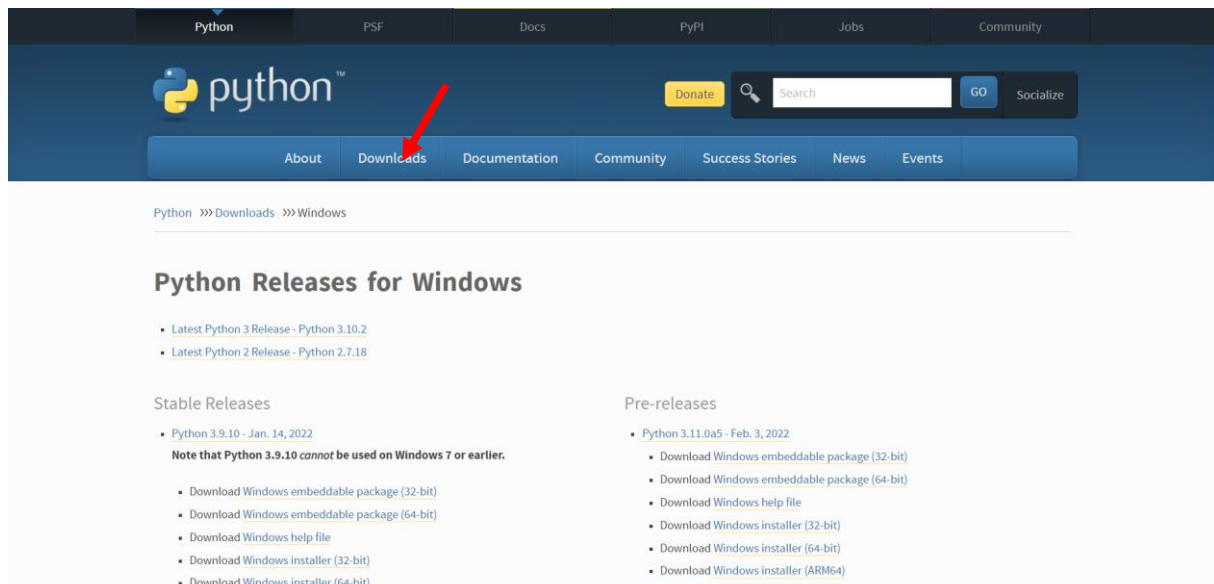 Python PSF Docs PyPI Jobs Community
python™
Donate Search GO Socialize
About Downloads Documentation Community Success Stories News Events
Python >>> Downloads >>> Windows
Python Releases for Windows
Latest Python 3 Release - Python 3.10.2
Latest Python 2 Release - Python 2.7.18
Stable Releases
Python 3.9.10 - Jan. 14, 2022
Note that Python 3.9.10 cannot be used on Windows 7 or earlier.
Download Windows embeddable package (32-bit)
Download Windows embeddable package (64-bit)
Download Windows help file
Download Windows installer (32-bit)
Download Windows installer (64-bit)
Pre-releases
Python 3.11.0a5 - Feb. 3, 2022
Download Windows embeddable package (32-bit)
Download Windows embeddable package (64-bit)
Download Windows help file
Download Windows installer (32-bit)
Download Windows installer (64-bit)
Download Windows installer (ARM64)